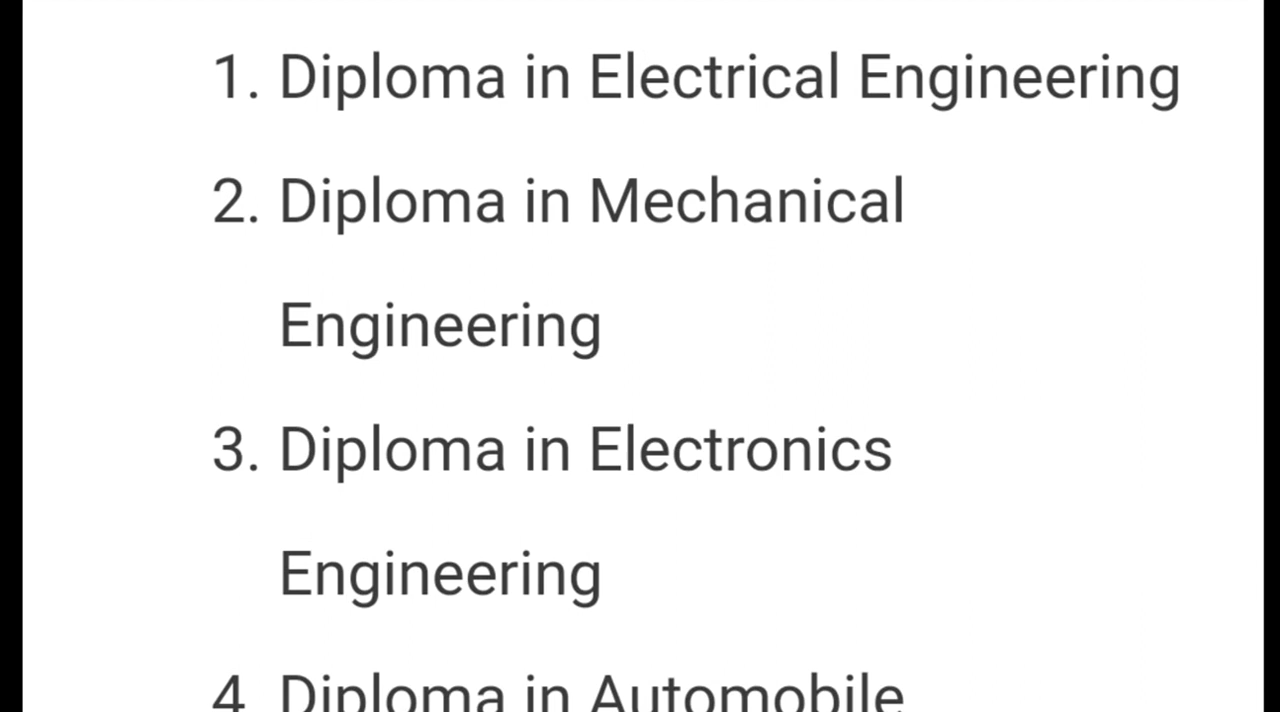 1. Diploma in Electrical Engineering
2. Diploma in Mechanical
Engineering
3. Diploma in Electronics
Engineering
4 Diploma in Automobile